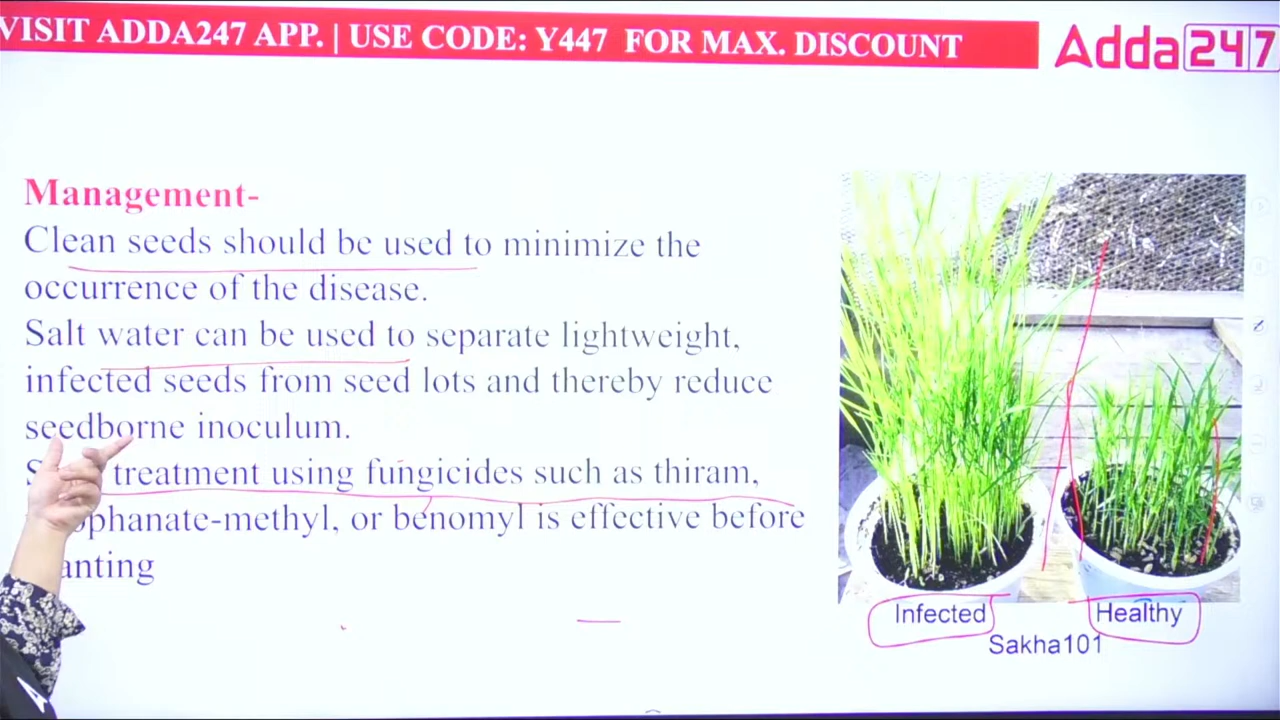 VISIT ADDA247 APP. | USE CODE: Y447 FOR MAX. DISCOUNT
Adda247
Management-
Clean seeds should be used to minimize the
occurrence of the disease.
Salt water can be used to separate lightweight,
infected seeds from seed lots and thereby reduce
seedborne inoculum.
treatment using fungicides such as thiram,
ophanate-methyl, or benomyl is effective before
anting
Infected
Healthy
Sakha101